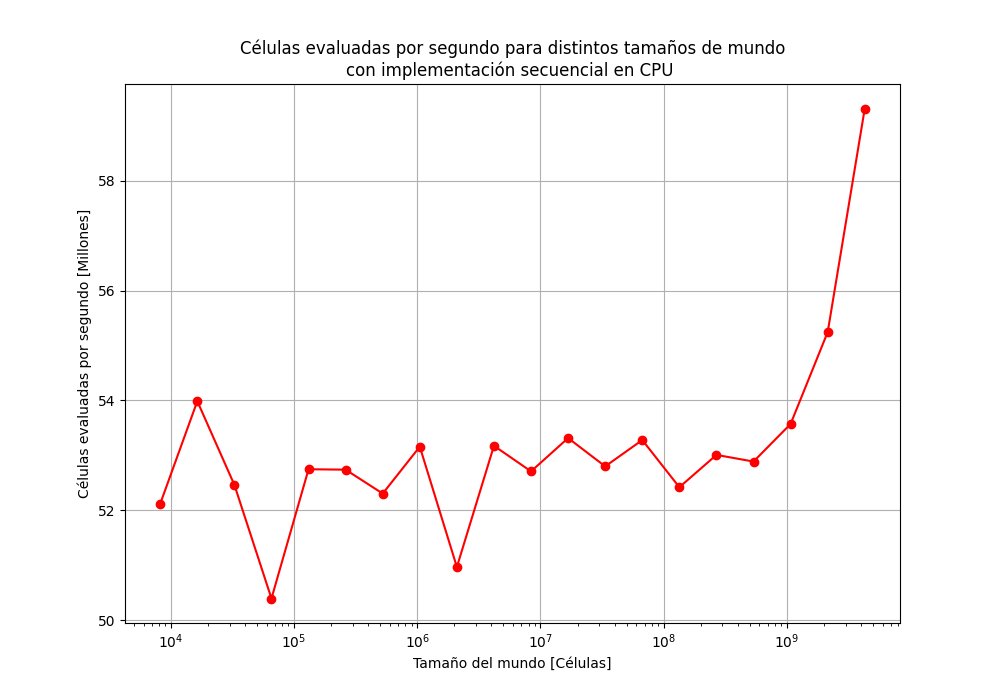 Células evaluadas por segundo para distintos tamaños de mundo
con implementación secuencial en CPU
Células evaluadas por segundo [Millones]
58
56
54
52
50
10⁴
10⁵
10⁶
10⁷
10⁸
10⁹
Tamaño del mundo [Células]